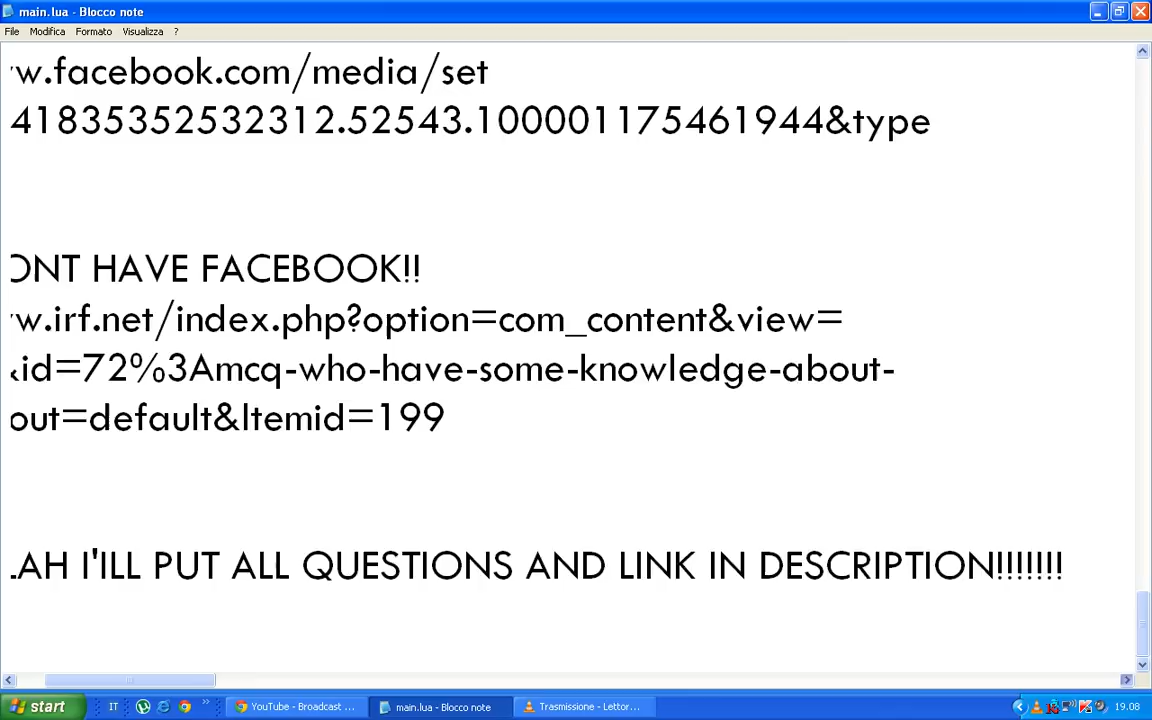 main.lua - Blocco note
File Modifica Formato Visualizza ?
w.facebook.com/media/set
41835352532312.52543.100001175461944&type
ONT HAVE FACEBOOK!!
w.irf.net/index.php?option=com_content&view=
&id=72%3Amcq-who-have-some-knowledge-about-
out=default&Itemid=199
AH I'ILL PUT ALL QUESTIONS AND LINK IN DESCRIPTION!!!!!!!
start IT YouTube - Broadcast ... main.lua - Blocco note Trasmissione - Lettor... 19.08